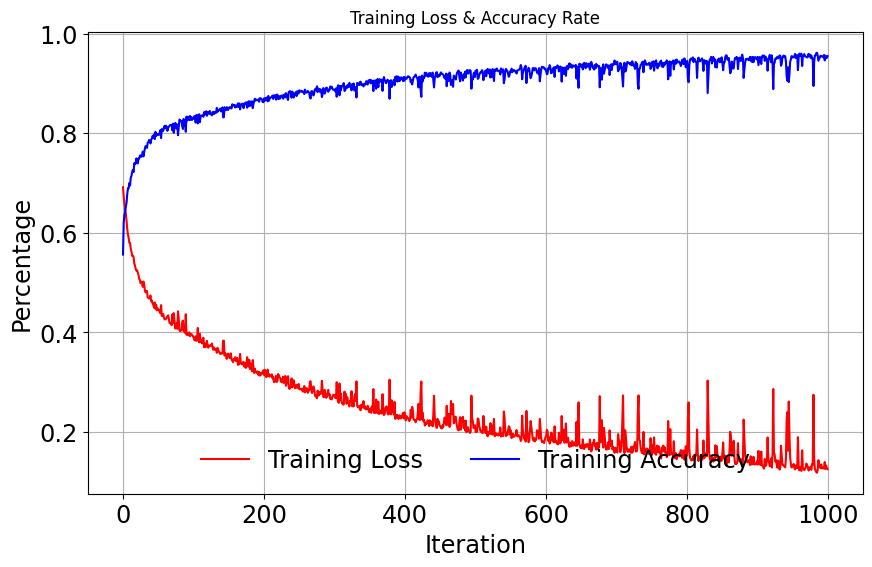 Training Loss & Accuracy Rate
1.0
0.8
0.6
0.4
0.2
Percentage
Training Loss
Training Accuracy
0
200
400
600
800
1000
Iteration